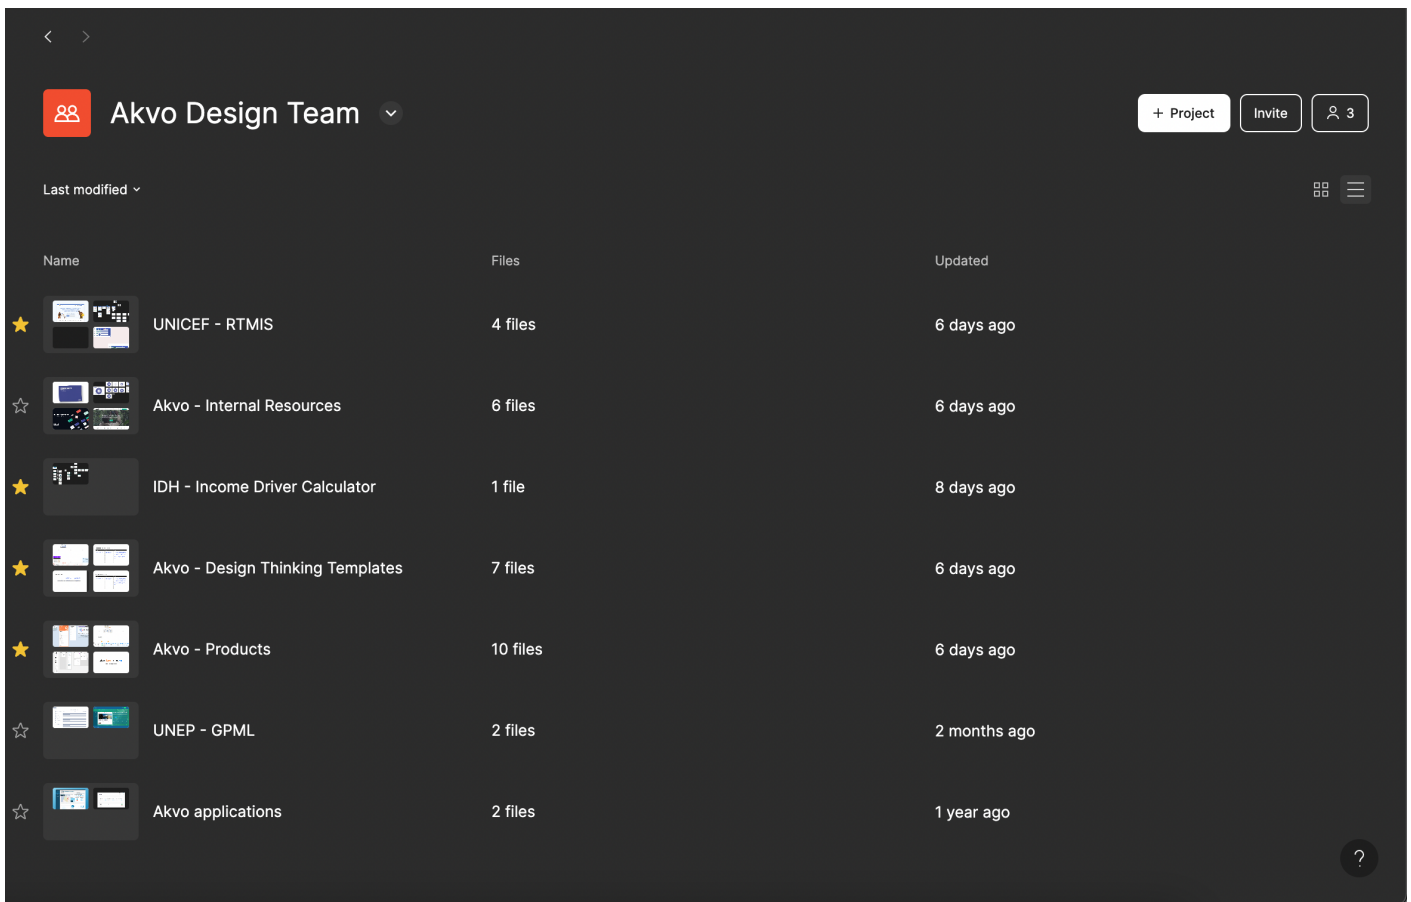 Akvo Design Team
+ Project
Invite
3
Last modified
Name Files Updated
UNICEF - RTMIS 4 files 6 days ago
Akvo - Internal Resources 6 files 6 days ago
IDH - Income Driver Calculator 1 file 8 days ago
Akvo - Design Thinking Templates 7 files 6 days ago
Akvo - Products 10 files 6 days ago
UNEP - GPML 2 files 2 months ago
Akvo applications 2 files 1 year ago
?